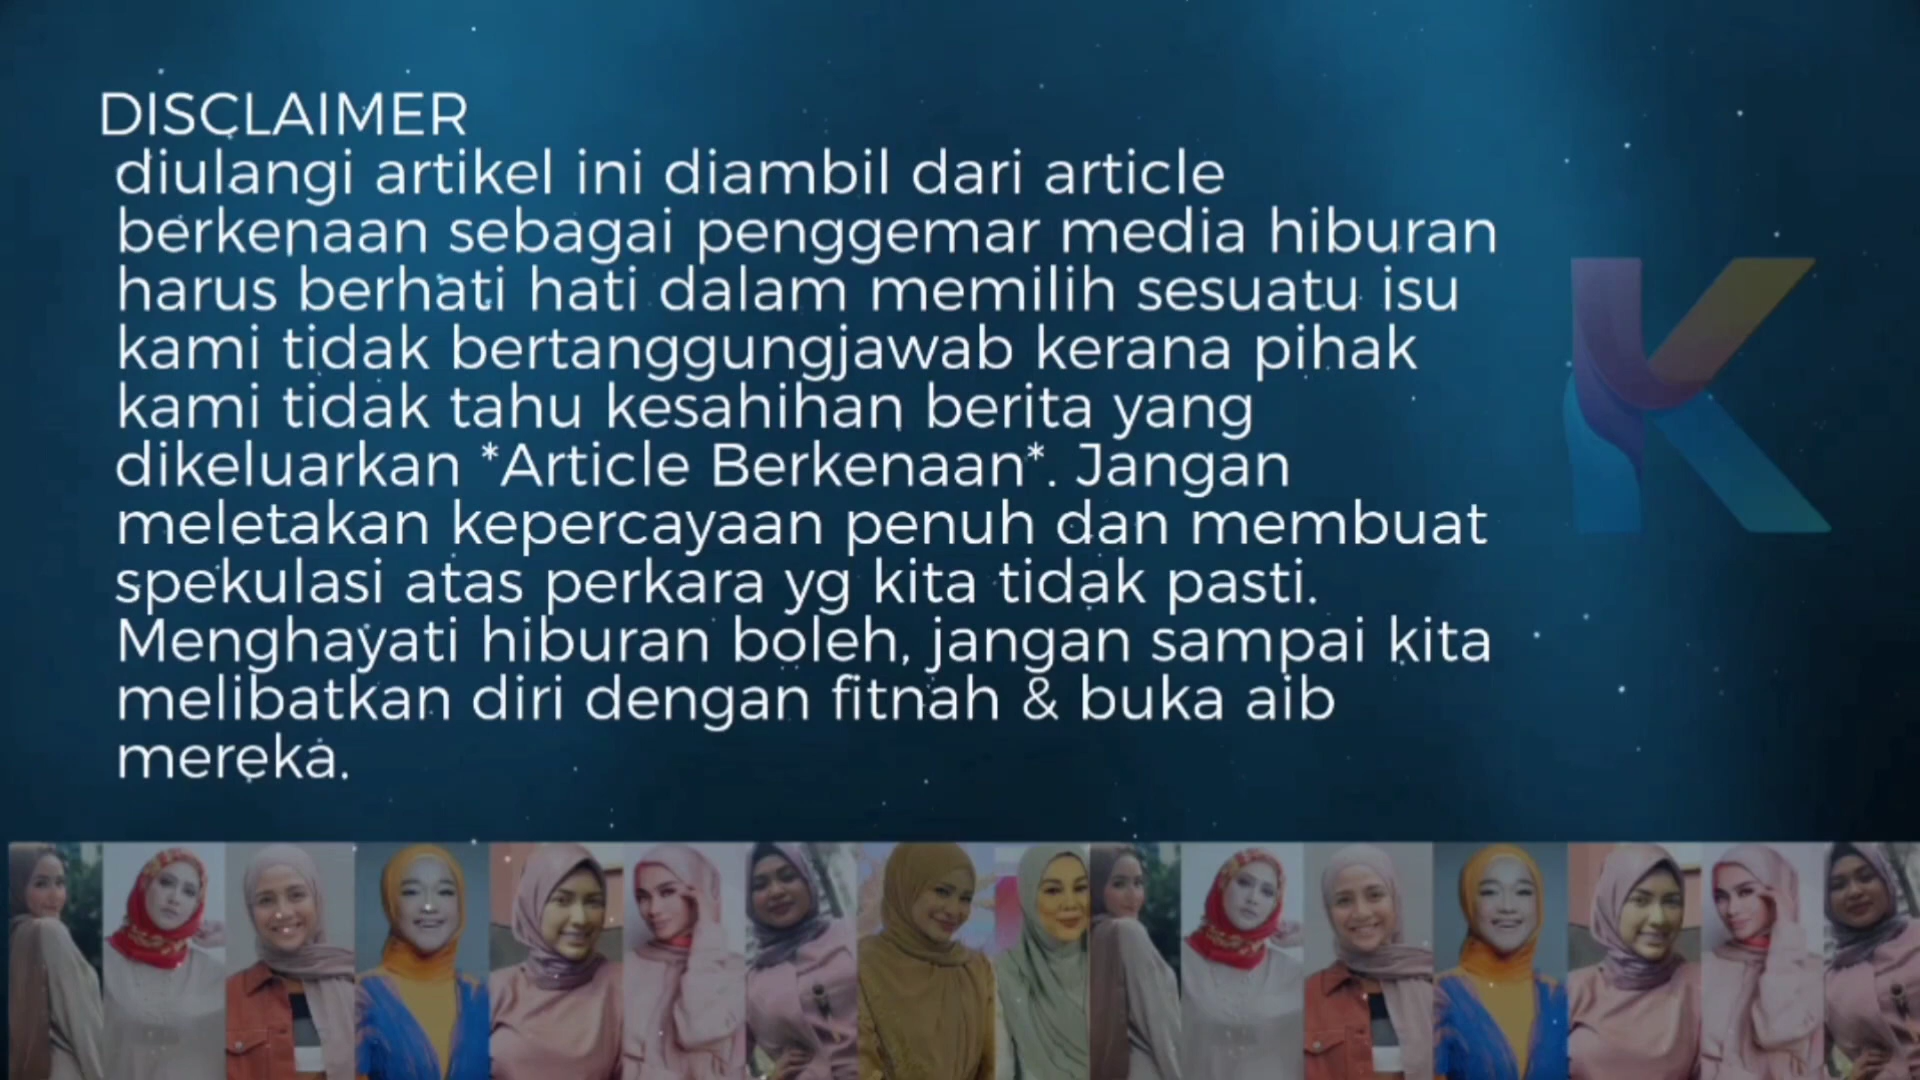 DISCLAIMER
diulangi artikel ini diambil dari article
berkenaan sebagai penggemar media hiburan
harus berhati hati dalam memilih sesuatu isu
kami tidak bertanggungjawab kerana pihak
kami tidak tahu kesahihan berita yang
dikeluarkan *Article Berkenaan*. Jangan
meletakan kepercayaan penuh dan membuat
spekulasi atas perkara yg kita tidak pasti.
Menghayati hiburan boleh, jangan sampai kita
melibatkan diri dengan fitnah & buka aib
mereka.
K